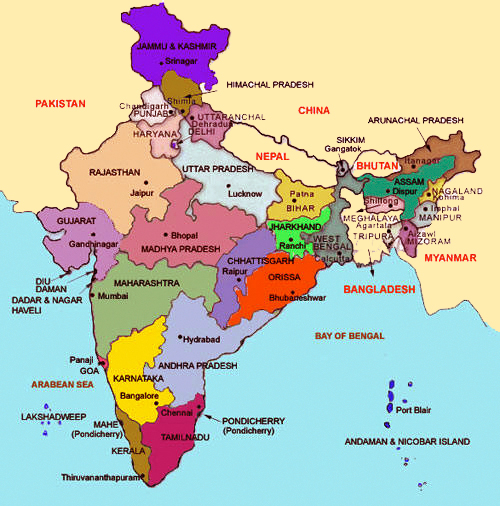 JAMMU & KASHMIR
Srinagar
HIMACHAL PRADESH
PAKISTAN
Chandigarh
Shimla
CHINA
PUNJAB
UTTARANCHAL
ARUNACHAL PRADESH
Dehradun
HARYANA
DELHI
SIKKIM
Gangatok
Itanagar
NEPAL
BHUTAN
RAJASTHAN
UTTAR PRADESH
ASSAM
Dispur
NAGALAND
Kohima
Jaipur
Lucknow
Patna
BIHAR
Shillong
Imphal
MANIPUR
MEGHALAYA
GUJARAT
JHARKHAND
Agartala
Aizawl
Gandhinagar
Bhopal
MADHYA PRADESH
Ranchi
WEST
BENGAL
TRIPURA
MIZORAM
CHHATTISGARH
Calcutta
MYANMAR
DIU
DAMAN
DADAR & NAGAR
HAVELI
MAHARASHTRA
Raipur
ORISSA
BANGLADESH
Mumbai
Bhubaneshwar
Hydrabad
BAY OF BENGAL
Panaji
GOA
ANDHRA PRADESH
KARNATAKA
ARABEAN SEA
Bangalore
Chennai
Port Blair
LAKSHADWEEP
MAHE
(Pondicherry)
PONDICHERRY
(Pondicherry)
TAMILNADU
ANDAMAN & NICOBAR ISLAND
KERALA
Thiruvananthapuram